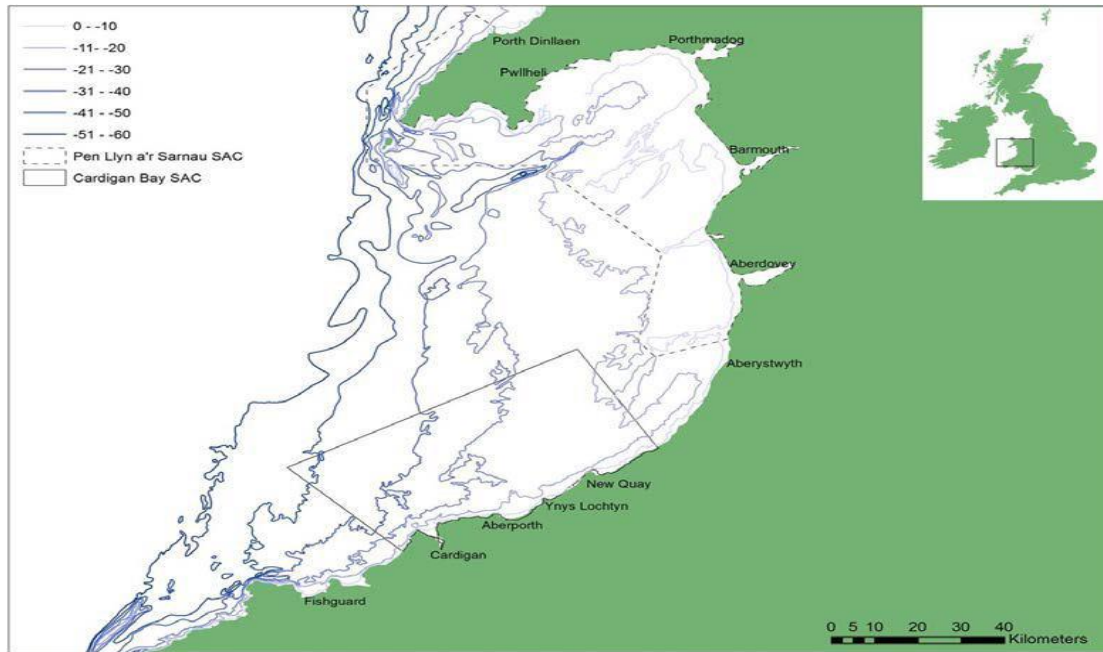 0 - -10
-11- -20
-21 - -30
-31 - -40
-41 - -50
-51 - -60
Pen Llyn a'r Sarnau SAC
Cardigan Bay SAC
Porth Dinllaen
Porthmadog
Pwllheli
Barmouth
Aberdovey
Aberystwyth
New Quay
Ynys Lochtyn
Aberporth
Cardigan
Fishguard
0 5 10 20 30 40
Kilometers